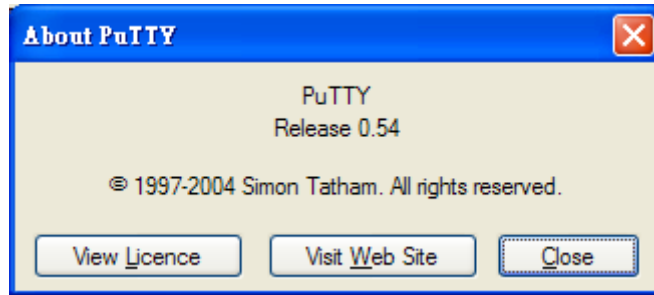 About PuTTY
PuTTY
Release 0.54
© 1997-2004 Simon Tatham. All rights reserved.
View Licence
Visit Web Site
Close